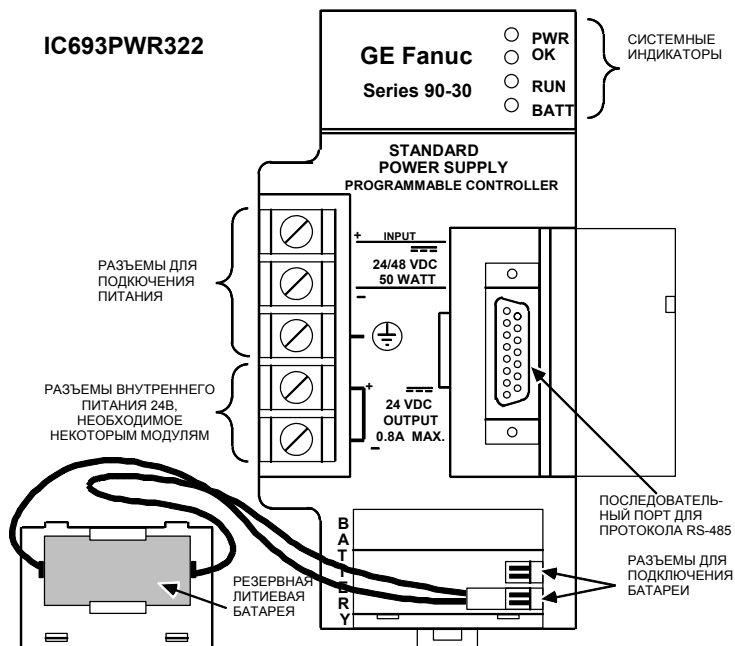 IC693PWR322
GE Fanuc
Series 90-30
PWR
OK
RUN
BATT
СИСТЕМНЫЕ
ИНДИКАТОРЫ
STANDARD
POWER SUPPLY
PROGRAMMABLE CONTROLLER
РАЗЪЕМЫ ДЛЯ
ПОДКЮЧЕНИЯ
ПИТАНИЯ
+ INPUT
24/48 VDC
50 WATT
–
РАЗЪЕМЫ ВНУТРЕННЕГО
ПИТАНИЯ 24В,
НЕОБХОДИМОЕ
НЕКОТОРЫМ МОДУЛЯМ
+
24 VDC
OUTPUT
0.8A MAX.
–
ПОСЛЕДОВАТЕЛЬ-
НЫЙ ПОРТ ДЛЯ
ПРОТОКОЛА RS-485
BATTERY
РАЗЪЕМЫ ДЛЯ
ПОДКЛЮЧЕНИЯ
БАТАРЕИ
РЕЗЕРВНАЯ
ЛИТИЕВАЯ
БАТАРЕЯ